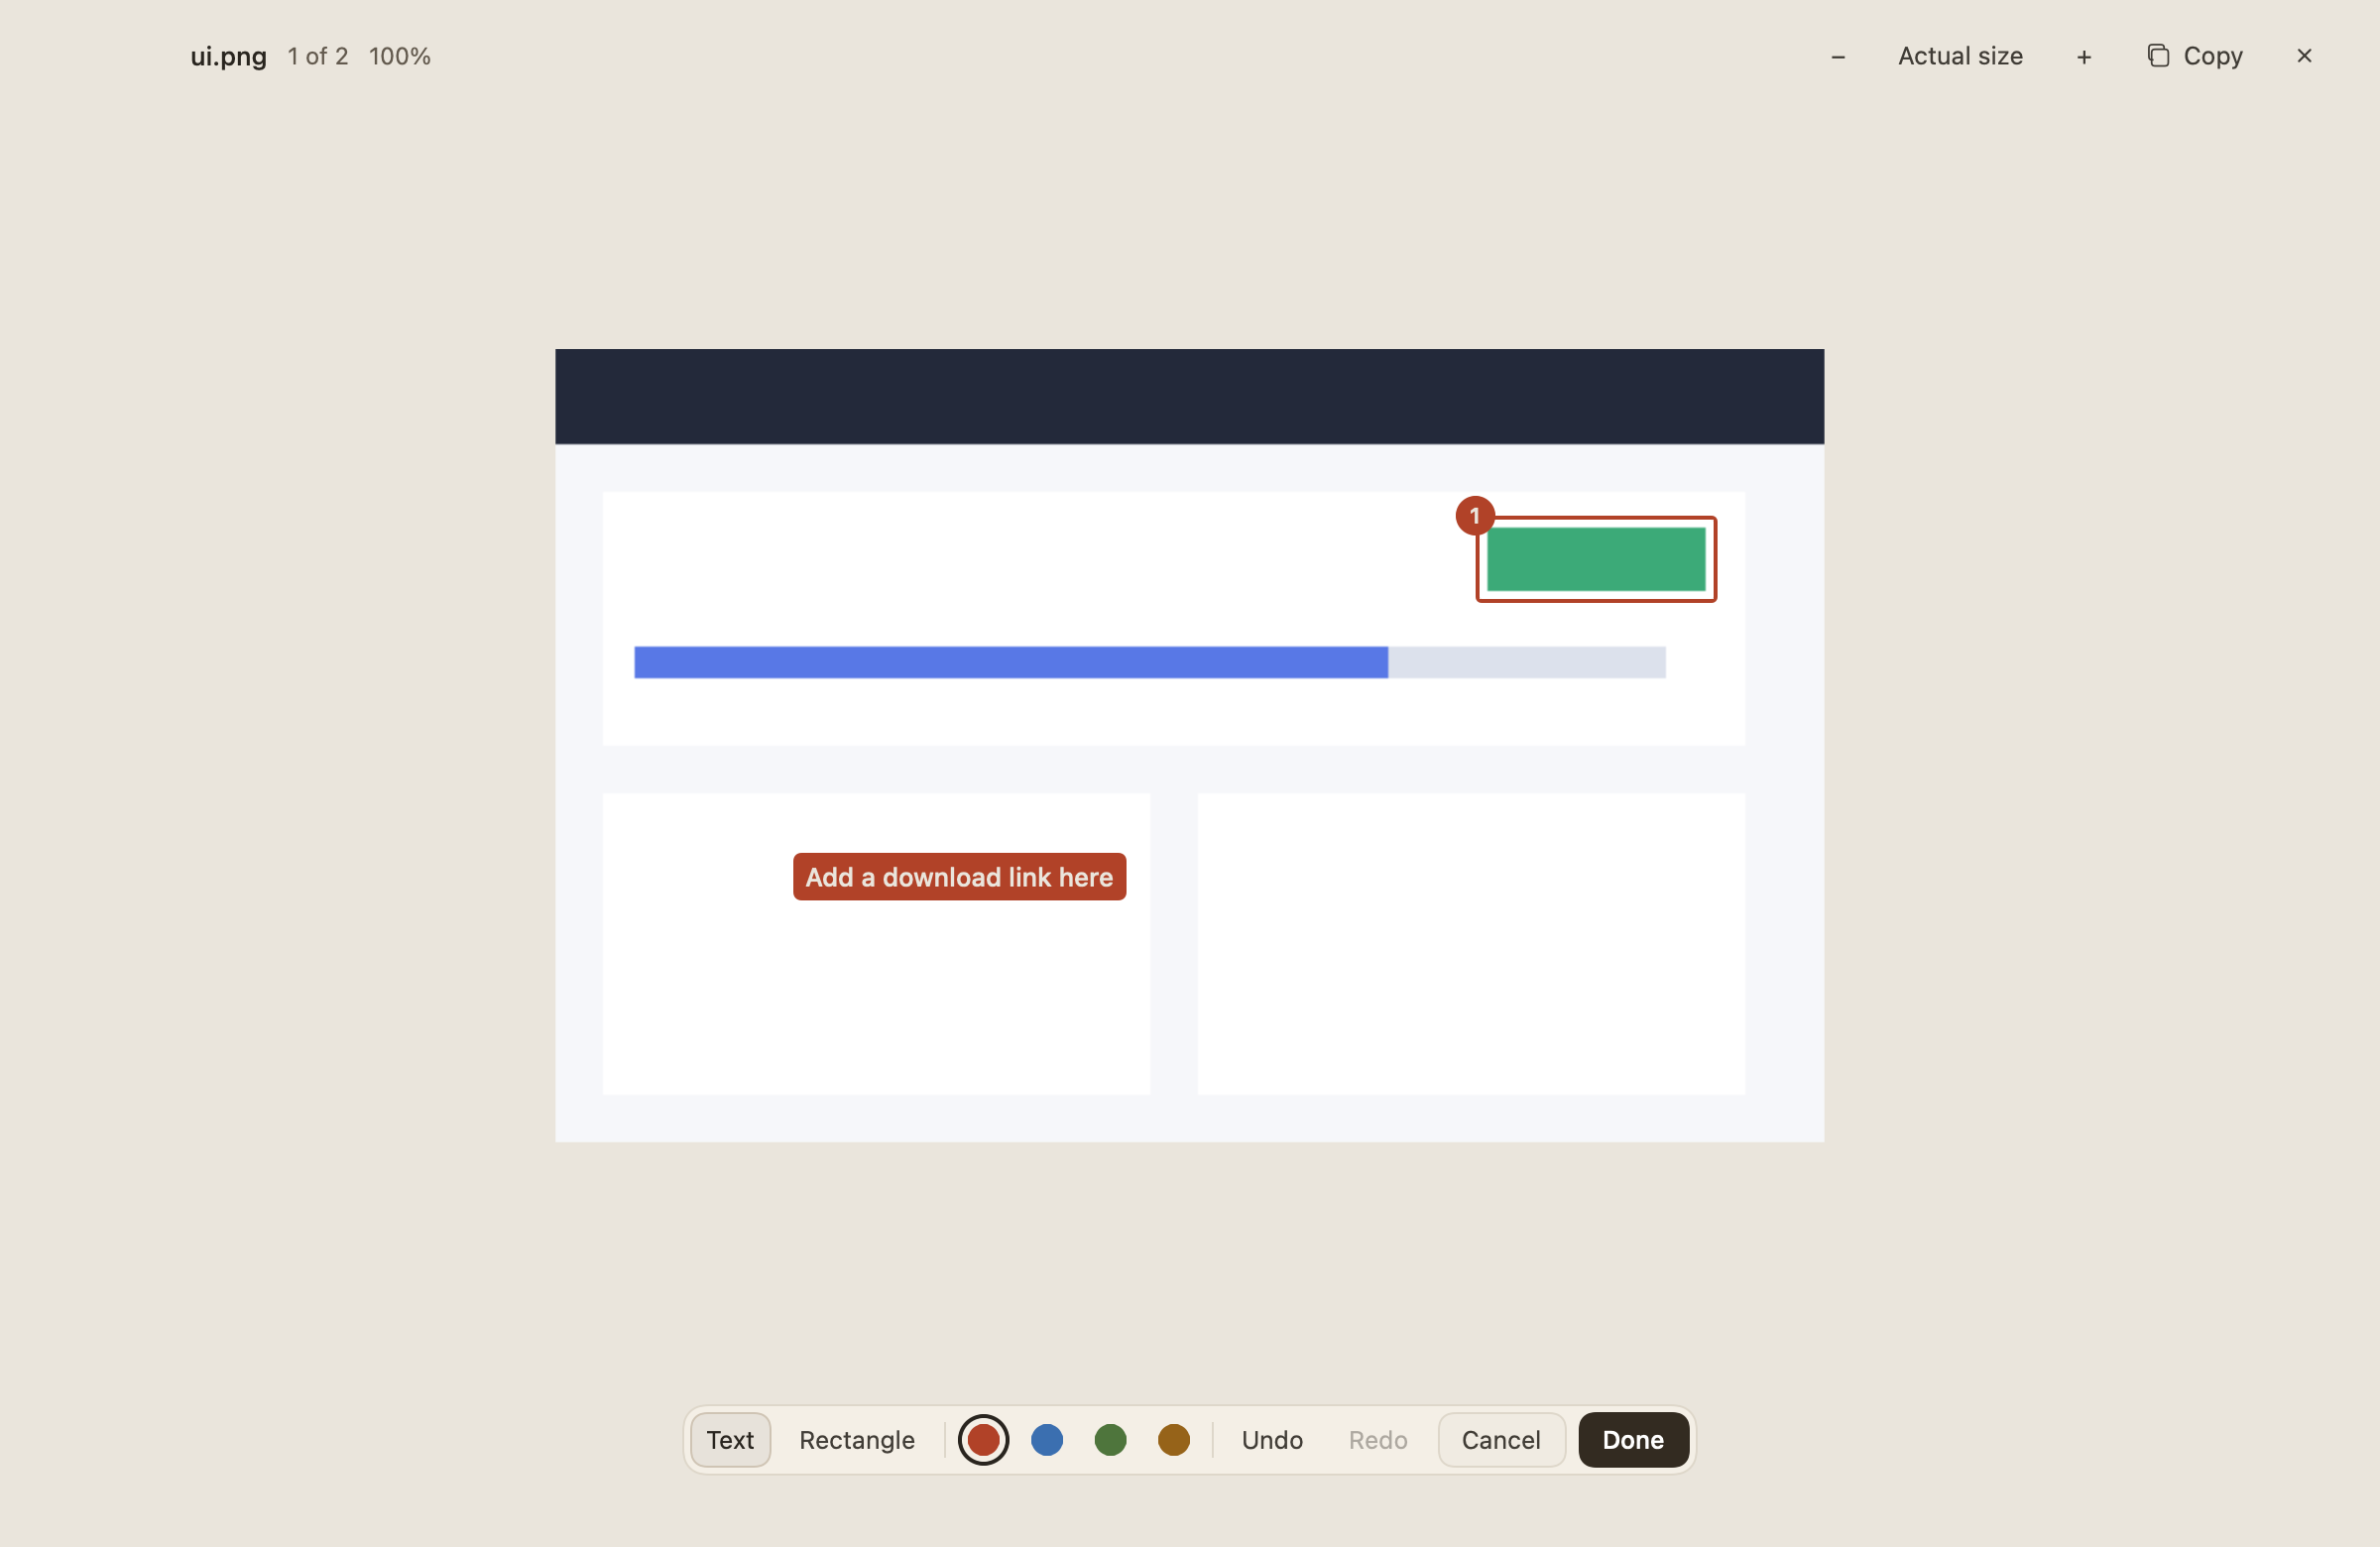 ui.png 1 of 2 100% − Actual size + Copy ×
1
Add a download link here
Text Rectangle Undo Redo Cancel Done